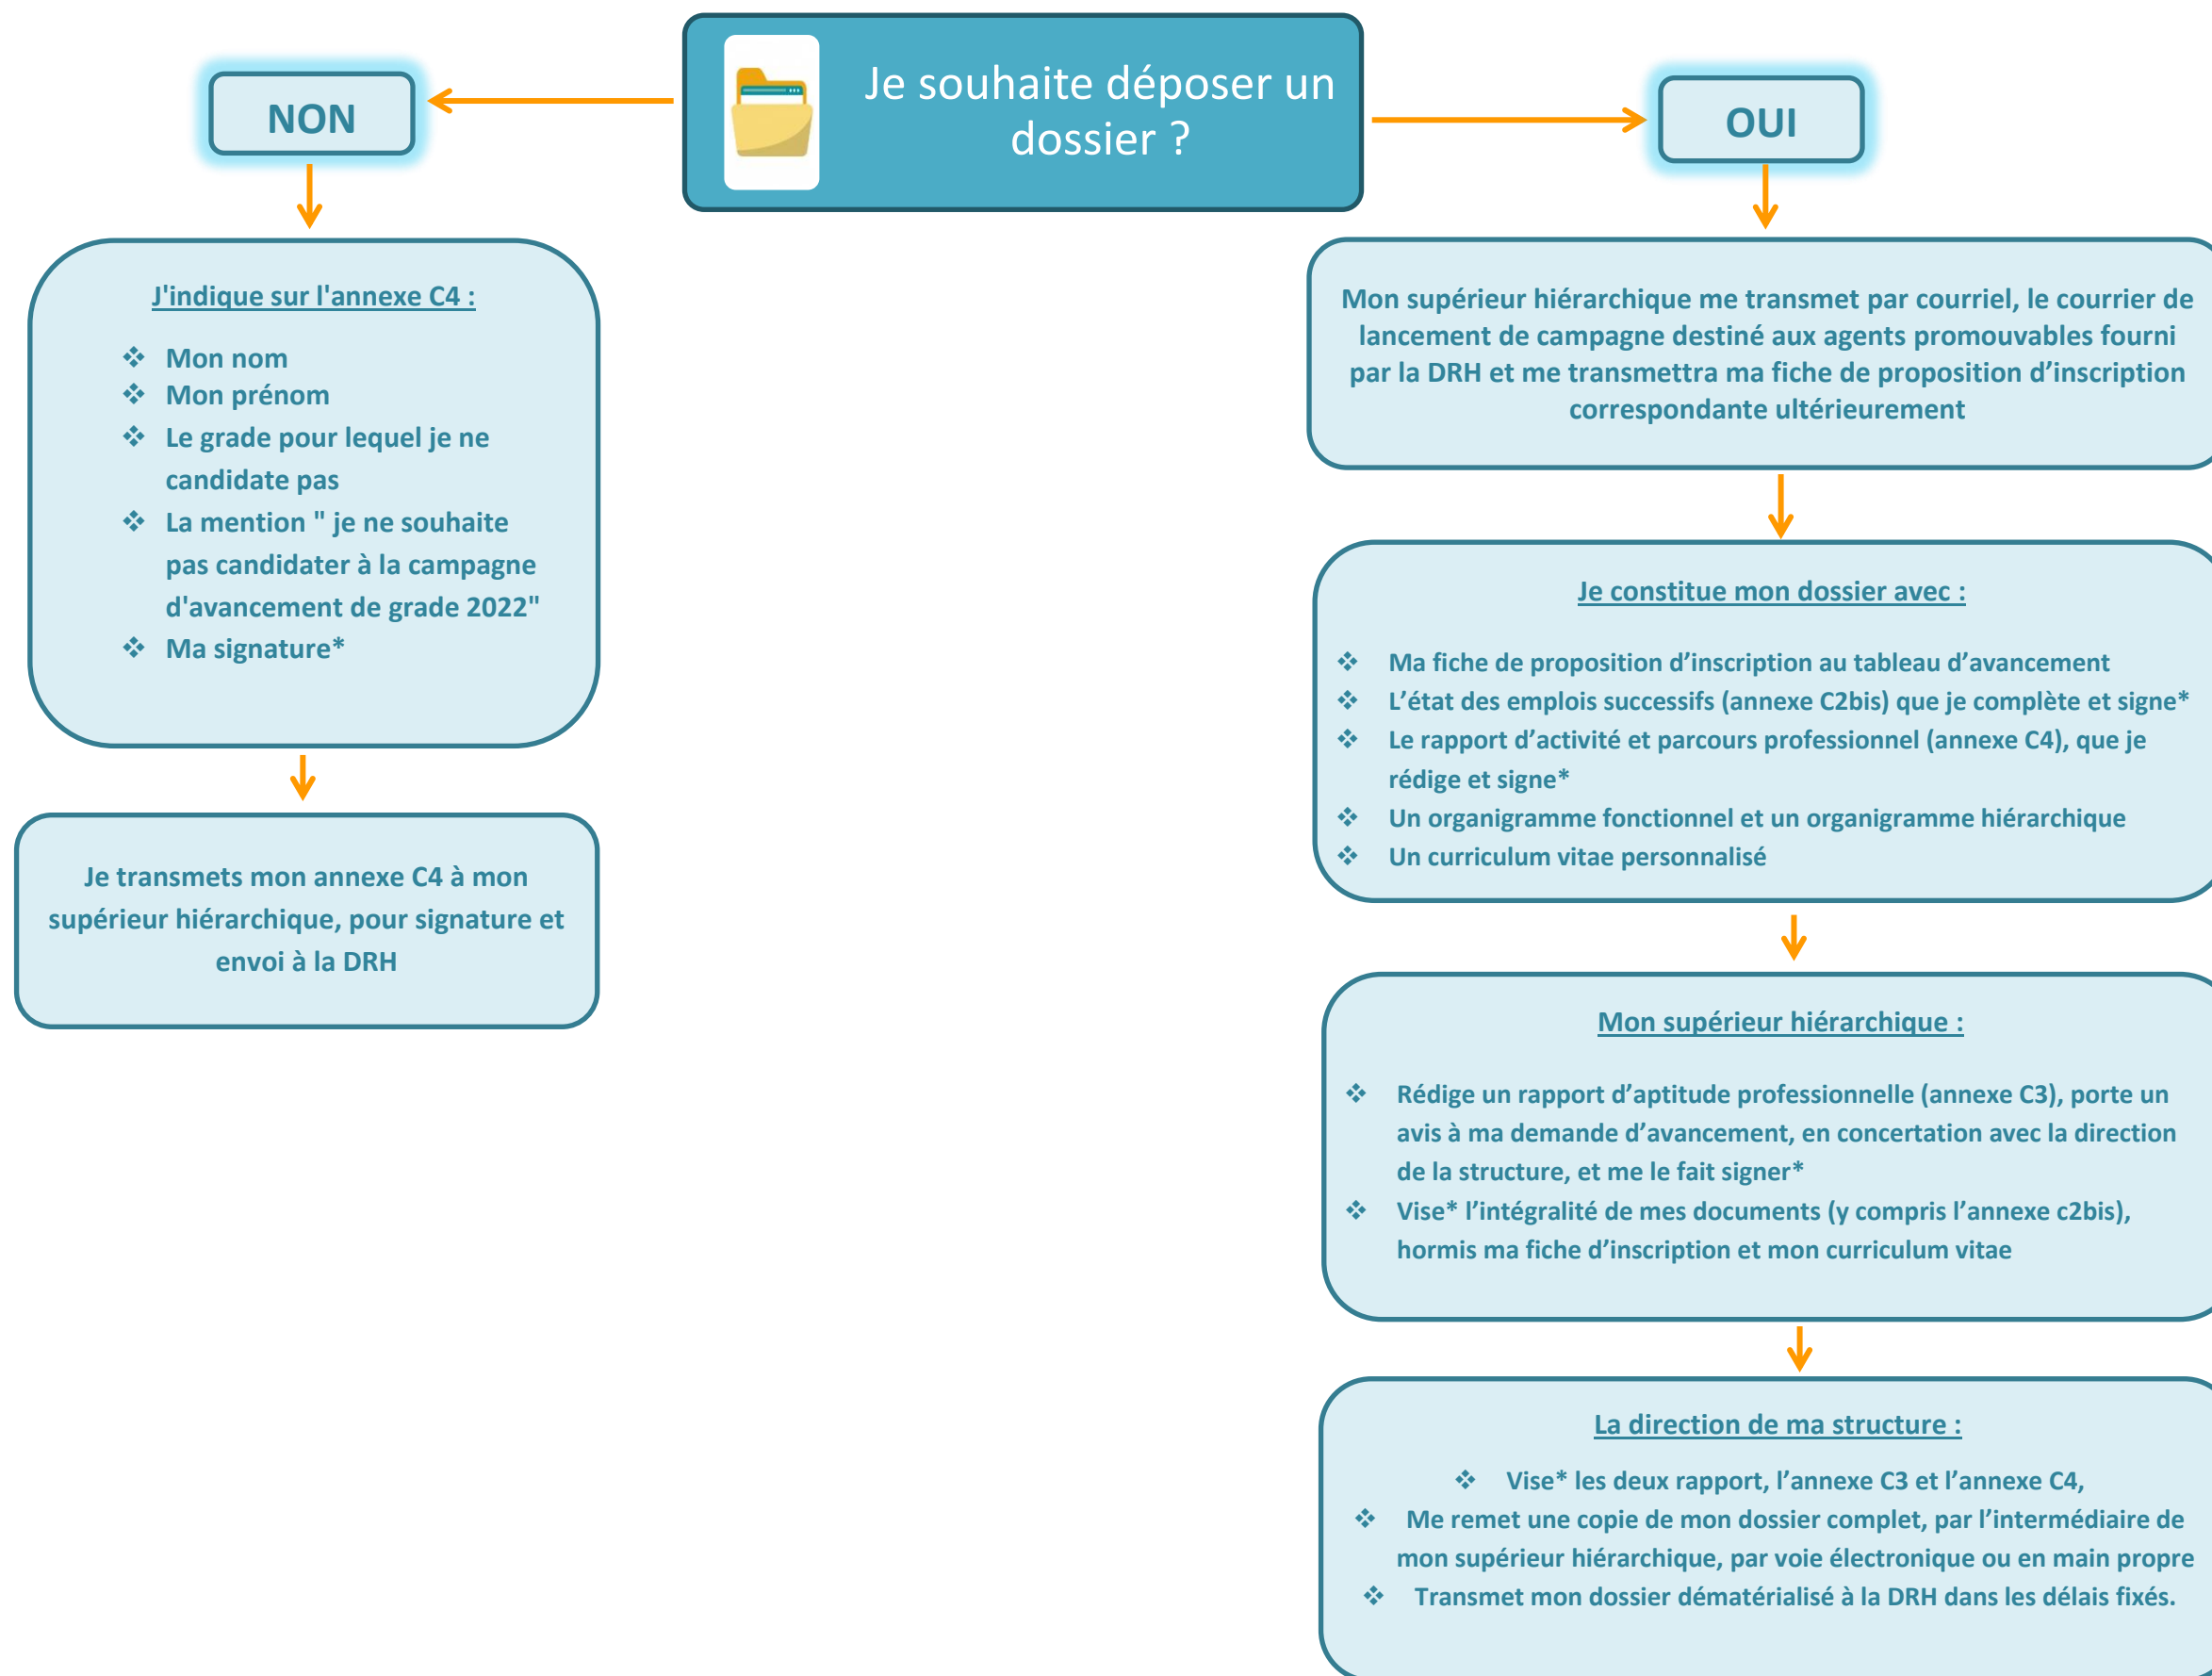 Je souhaite déposer un
dossier ?
NON
J'indique sur l'annexe C4 :
❖ Mon nom
❖ Mon prénom
❖ Le grade pour lequel je ne
candidate pas
❖ La mention " je ne souhaite
pas candidater à la campagne
d'avancement de grade 2022"
❖ Ma signature*
Je transmets mon annexe C4 à mon
supérieur hiérarchique, pour signature et
envoi à la DRH
OUI
Mon supérieur hiérarchique me transmet par courriel, le courrier de
lancement de campagne destiné aux agents promouvables fourni
par la DRH et me transmettra ma fiche de proposition d’inscription
correspondante ultérieurement
Je constitue mon dossier avec :
❖ Ma fiche de proposition d’inscription au tableau d’avancement
❖ L’état des emplois successifs (annexe C2bis) que je complète et signe*
❖ Le rapport d’activité et parcours professionnel (annexe C4), que je
rédige et signe*
❖ Un organigramme fonctionnel et un organigramme hiérarchique
❖ Un curriculum vitae personnalisé
Mon supérieur hiérarchique :
❖ Rédige un rapport d’aptitude professionnelle (annexe C3), porte un
avis à ma demande d’avancement, en concertation avec la direction
de la structure, et me le fait signer*
❖ Vise* l’intégralité de mes documents (y compris l’annexe c2bis),
hormis ma fiche d’inscription et mon curriculum vitae
La direction de ma structure :
❖ Vise* les deux rapport, l’annexe C3 et l’annexe C4,
❖ Me remet une copie de mon dossier complet, par l’intermédiaire de
mon supérieur hiérarchique, par voie électronique ou en main propre
❖ Transmet mon dossier dématérialisé à la DRH dans les délais fixés.